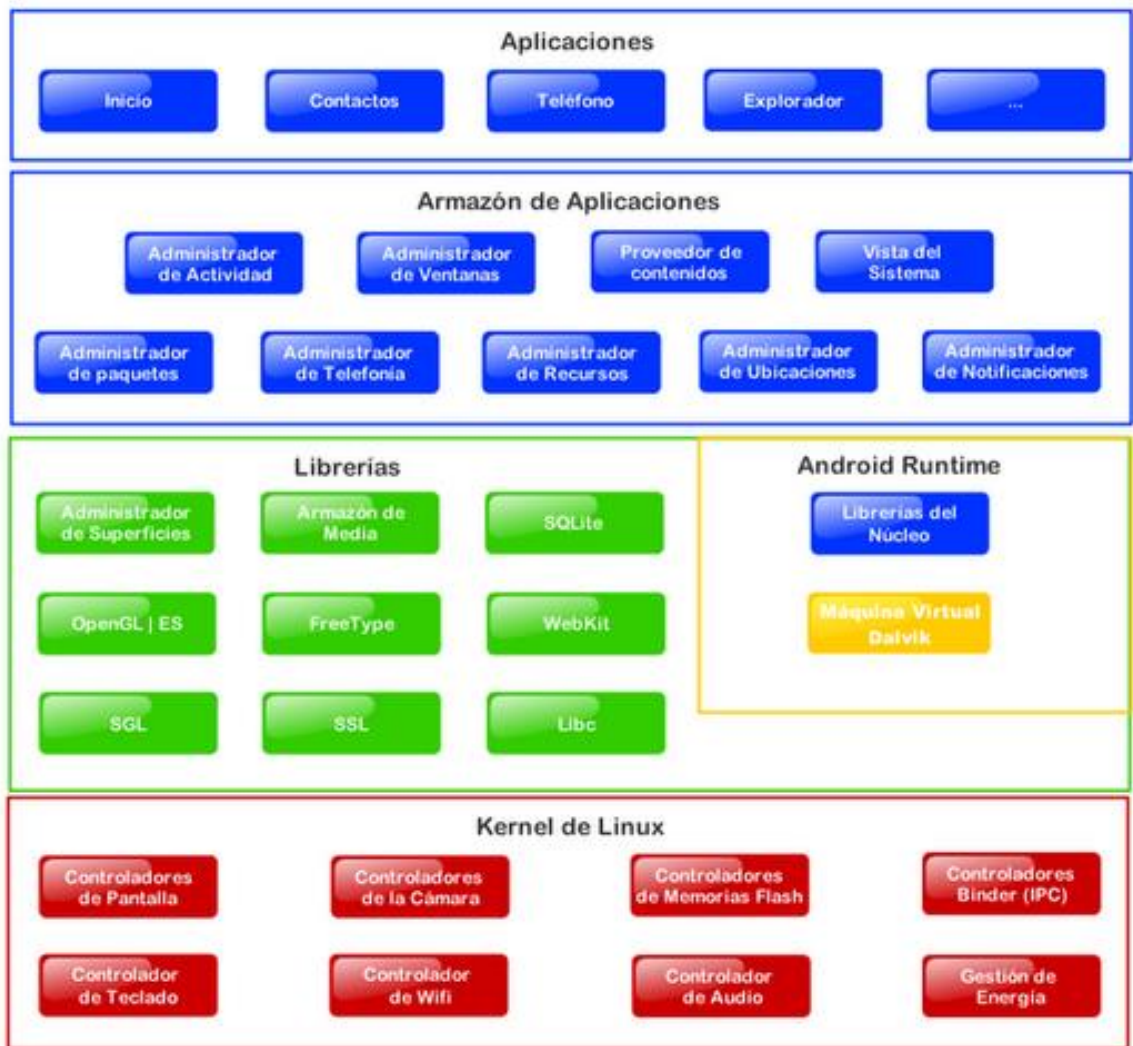 Aplicaciones
Inicio
Contactos
Teléfono
Explorador
...
Armazón de Aplicaciones
Administrador
de Actividad
Administrador
de Ventanas
Proveedor de
contenidos
Vista del
Sistema
Administrador
de paquetes
Administrador
de Telefonía
Administrador
de Recursos
Administrador
de Ubicaciones
Administrador
de Notificaciones
Librerías
Administrador
de Superficies
Armazón de
Media
SQLite
OpenGL | ES
FreeType
WebKit
SGL
SSL
Libc
Android Runtime
Librerías del
Núcleo
Máquina Virtual
Dalvik
Kernel de Linux
Controladores
de Pantalla
Controladores
de la Cámara
Controladores
de Memorias Flash
Controladores
Binder (IPC)
Controlador
de Teclado
Controlador
de Wifi
Controlador
de Audio
Gestión de
Energía